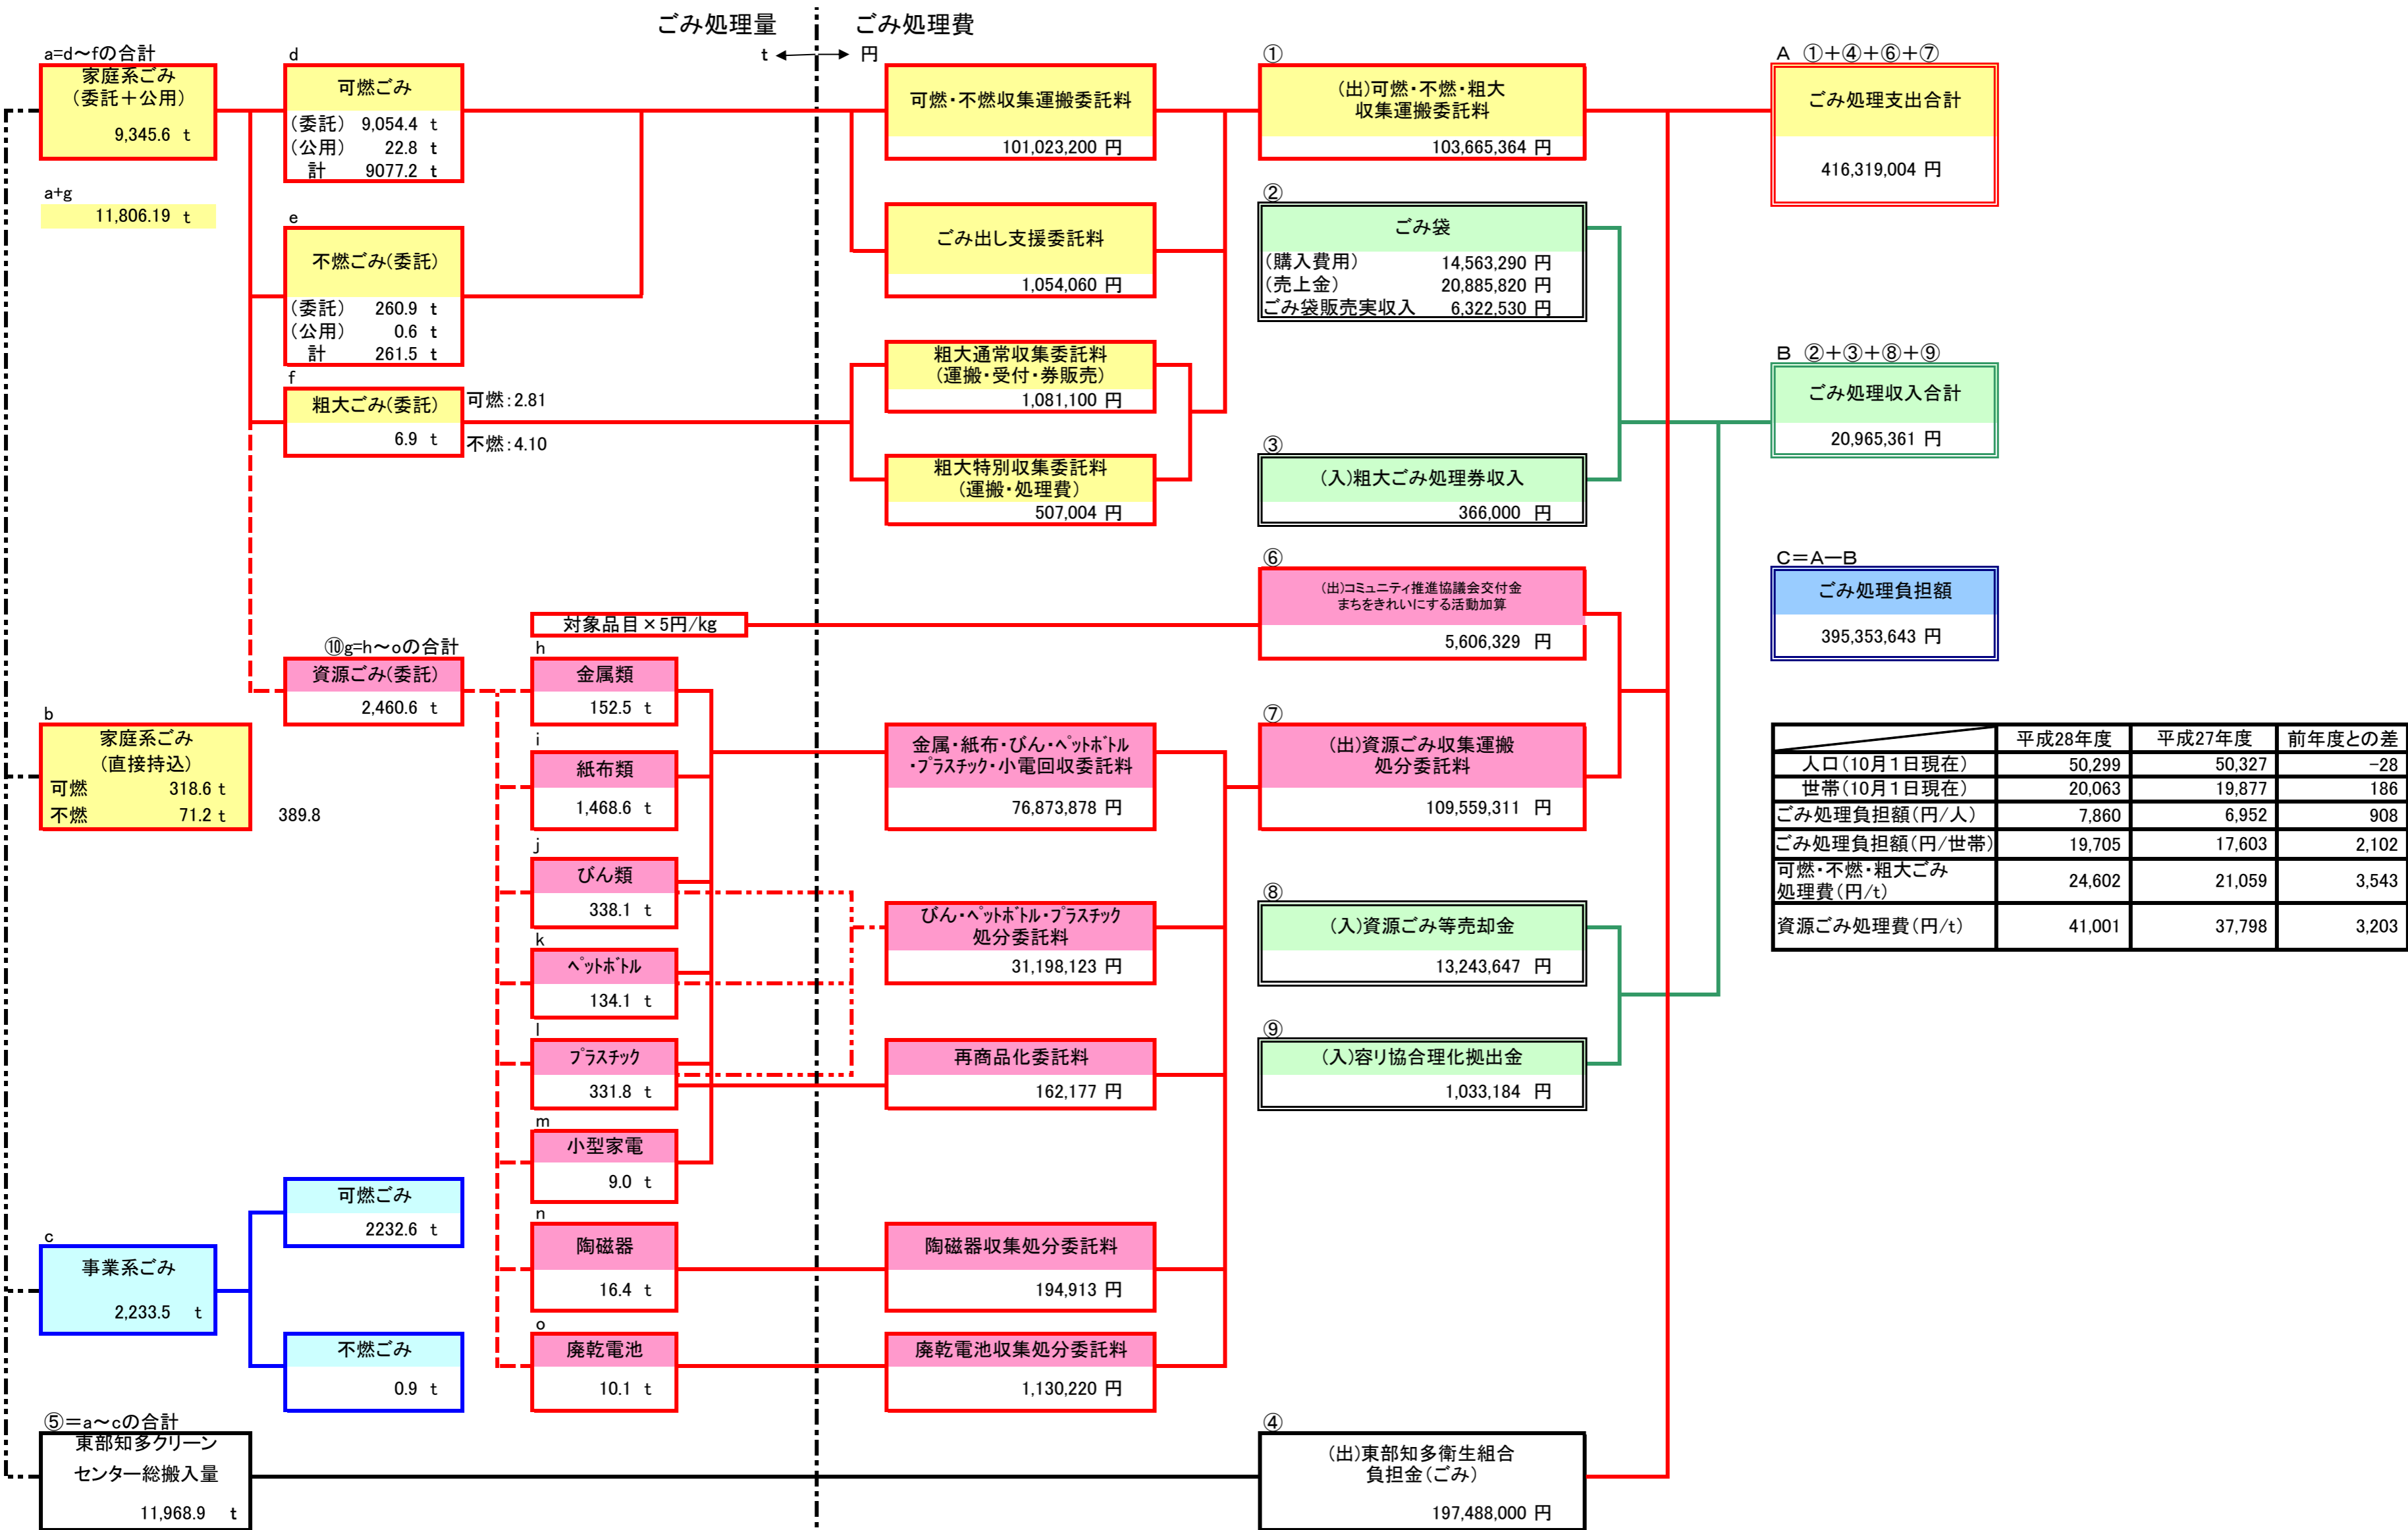 ごみ処理量
ごみ処理費
t
円
a=d～fの合計
家庭系ごみ
(委託＋公用)
9,345.6 t
a+g
11,806.19 t
d
可燃ごみ
(委託) 9,054.4 t
(公用) 22.8 t
計 9077.2 t
e
不燃ごみ(委託)
(委託) 260.9 t
(公用) 0.6 t
計 261.5 t
f
粗大ごみ(委託)
6.9 t
可燃：2.81
不燃：4.10
⑩g=h～oの合計
資源ごみ(委託)
2,460.6 t
b
家庭系ごみ
(直接持込)
可燃 318.6 t
不燃 71.2 t
389.8
c
事業系ごみ
2,233.5 t
可燃ごみ
2232.6 t
不燃ごみ
0.9 t
⑤＝a～cの合計
東部知多クリーン
センター総搬入量
11,968.9 t
対象品目×5円/kg
h
金属類
152.5 t
i
紙布類
1,468.6 t
j
びん類
338.1 t
k
ﾍﾟｯﾄﾎﾞﾄﾙ
134.1 t
l
ﾌﾟﾗｽﾁｯｸ
331.8 t
m
小型家電
9.0 t
n
陶磁器
16.4 t
o
廃乾電池
10.1 t
可燃・不燃収集運搬委託料
101,023,200 円
ごみ出し支援委託料
1,054,060 円
粗大通常収集委託料
(運搬・受付・券販売)
1,081,100 円
粗大特別収集委託料
(運搬・処理費)
507,004 円
金属・紙布・びん・ﾍﾟｯﾄﾎﾞﾄﾙ
・ﾌﾟﾗｽﾁｯｸ・小電回収委託料
76,873,878 円
びん・ﾍﾟｯﾄﾎﾞﾄﾙ・ﾌﾟﾗｽﾁｯｸ
処分委託料
31,198,123 円
再商品化委託料
162,177 円
陶磁器収集処分委託料
194,913 円
廃乾電池収集処分委託料
1,130,220 円
①
(出)可燃・不燃・粗大
収集運搬委託料
103,665,364 円
②
ごみ袋
(購入費用) 14,563,290 円
(売上金) 20,885,820 円
ごみ袋販売実収入 6,322,530 円
③
(入)粗大ごみ処理券収入
366,000 円
⑥
(出)コミュニティ推進協議会交付金
まちをきれいにする活動加算
5,606,329 円
⑦
(出)資源ごみ収集運搬
処分委託料
109,559,311 円
⑧
(入)資源ごみ等売却金
13,243,647 円
⑨
(入)容リ協合理化拠出金
1,033,184 円
④
(出)東部知多衛生組合
負担金(ごみ)
197,488,000 円
A ①＋④＋⑥＋⑦
ごみ処理支出合計
416,319,004 円
B ②＋③＋⑧＋⑨
ごみ処理収入合計
20,965,361 円
C＝A―B
ごみ処理負担額
395,353,643 円
平成28年度 平成27年度 前年度との差
人口(10月1日現在) 50,299 50,327 -28
世帯(10月1日現在) 20,063 19,877 186
ごみ処理負担額(円/人) 7,860 6,952 908
ごみ処理負担額(円/世帯) 19,705 17,603 2,102
可燃・不燃・粗大ごみ
処理費(円/t) 24,602 21,059 3,543
資源ごみ処理費(円/t) 41,001 37,798 3,203